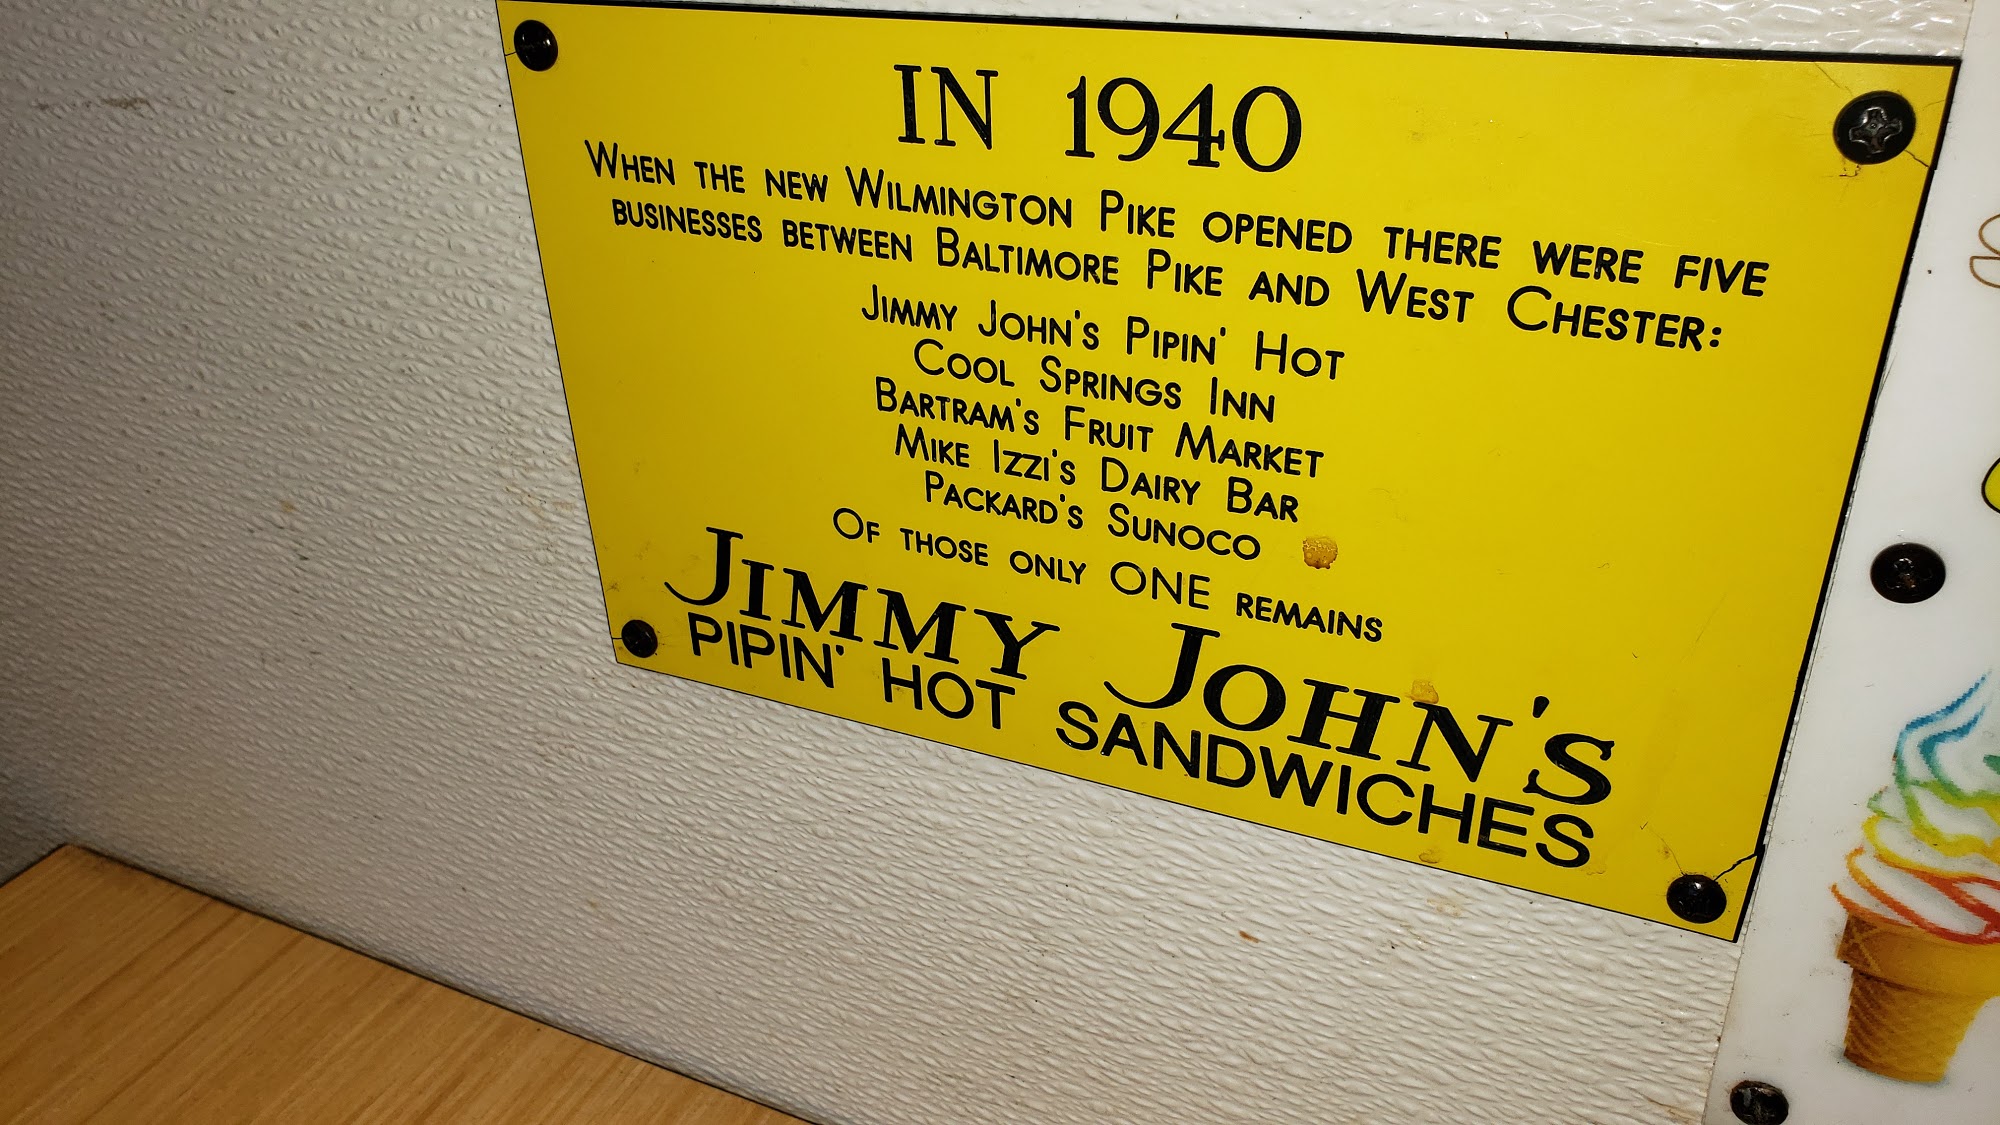 IN 1940
WHEN THE NEW WILMINGTON PIKE OPENED THERE WERE FIVE
BUSINESSES BETWEEN BALTIMORE PIKE AND WEST CHESTER:
JIMMY JOHN'S PIPIN' HOT
COOL SPRINGS INN
BARTRAM'S FRUIT MARKET
MIKE IZZI'S DAIRY BAR
PACKARD'S SUNOCO
OF THOSE ONLY ONE REMAINS
JIMMY JOHN'S
PIPIN' HOT SANDWICHES